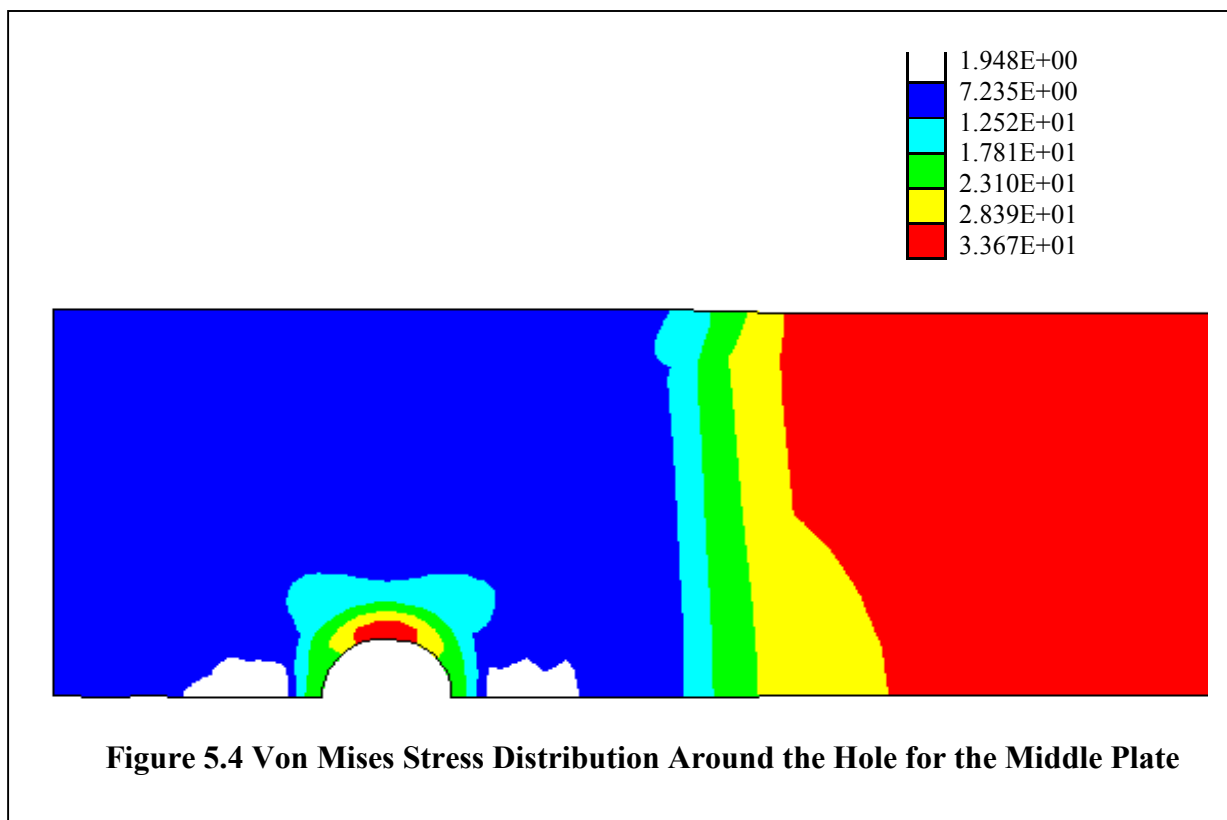 1.948E+00
7.235E+00
1.252E+01
1.781E+01
2.310E+01
2.839E+01
3.367E+01
Figure 5.4 Von Mises Stress Distribution Around the Hole for the Middle Plate